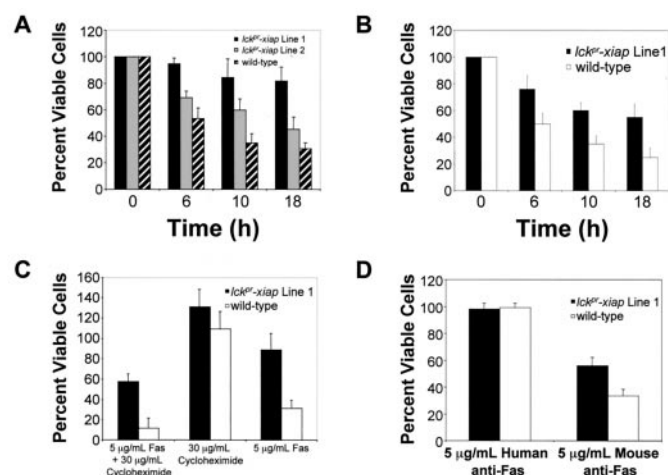 A
Percent Viable Cells
120
100
80
60
40
20
0
lckpr-xiap Line 1
lckpr-xiap Line 2
wild-type
0 6 10 18
Time (h)
B
Percent Viable Cells
120
100
80
60
40
20
0
lckpr-xiap Line1
wild-type
0 6 10 18
Time (h)
C
Percent Viable Cells
160
140
120
100
80
60
40
20
0
lckpr-xiap Line 1
wild-type
5 µg/mL Fas
+ 30 µg/mL
Cycloheximide
30 µg/mL
Cycloheximide
5 µg/mL Fas
D
Percent Viable Cells
120
100
80
60
40
20
0
lckpr-xiap Line 1
wild-type
5 µg/mL Human
anti-Fas
5 µg/mL Mouse
anti-Fas